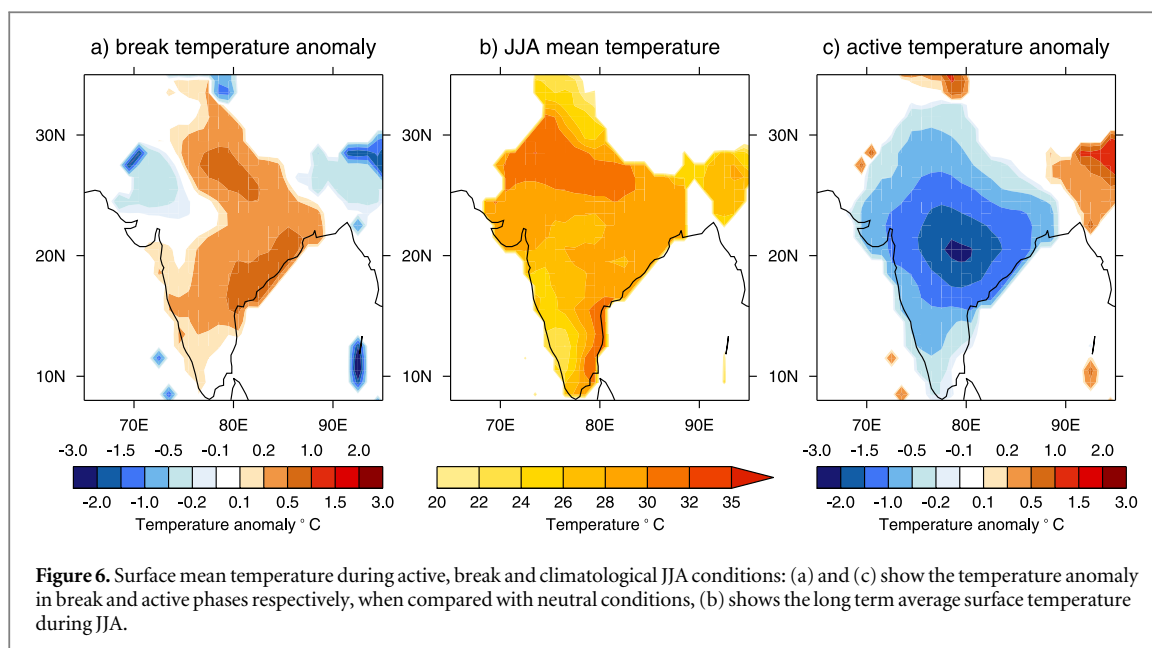 a) break temperature anomaly
b) JJA mean temperature
c) active temperature anomaly
30N
20N
10N
70E 80E 90E
30N
20N
10N
70E 80E 90E
30N
20N
10N
70E 80E 90E
-3.0 -1.5 -0.5 -0.1 0.2 1.0 2.0
-2.0 -1.0 -0.2 0.1 0.5 1.5 3.0
Temperature anomaly ° C
20 22 24 26 28 30 32 35
Temperature ° C
-3.0 -1.5 -0.5 -0.1 0.2 1.0 2.0
-2.0 -1.0 -0.2 0.1 0.5 1.5 3.0
Temperature anomaly ° C
Figure 6. Surface mean temperature during active, break and climatological JJA conditions: (a) and (c) show the temperature anomaly
in break and active phases respectively, when compared with neutral conditions, (b) shows the long term average surface temperature
during JJA.